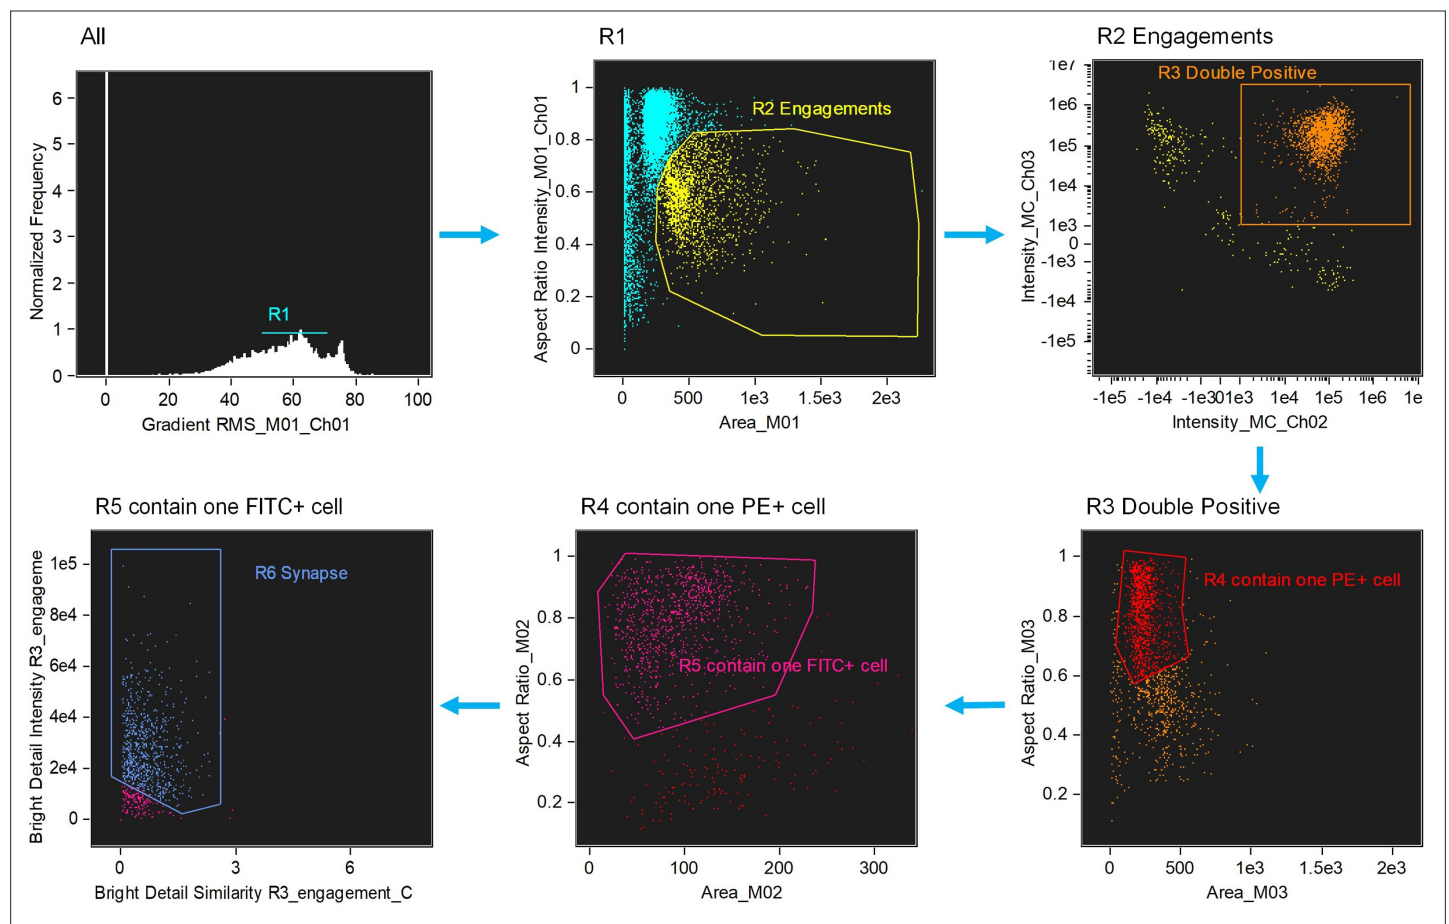 All
6
5
4
3
2
1
0
Normalized Frequency
R1
0 20 40 60 80 100
Gradient RMS_M01_Ch01
R1
1
0.8
0.6
0.4
0.2
0
Aspect Ratio Intensity_M01_Ch01
R2 Engagements
0 500 1e3 1.5e3 2e3
Area_M01
R2 Engagements
1e7
1e6
1e5
1e4
1e3
0
-1e3
-1e4
-1e5
Intensity_MC_Ch03
R3 Double Positive
-1e5 -1e4 -1e301e3 1e4 1e5 1e6 1e
Intensity_MC_Ch02
R5 contain one FITC+ cell
1e5
8e4
6e4
4e4
2e4
0
Bright Detail Intensity R3_engageme
R6 Synapse
0 3 6
Bright Detail Similarity R3_engagement_C
R4 contain one PE+ cell
1
0.8
0.6
0.4
0.2
Aspect Ratio_M02
R5 contain one FITC+ cell
0 100 200 300
Area_M02
R3 Double Positive
1
0.8
0.6
0.4
0.2
Aspect Ratio_M03
R4 contain one PE+ cell
0 500 1e3 1.5e3 2e3
Area_M03